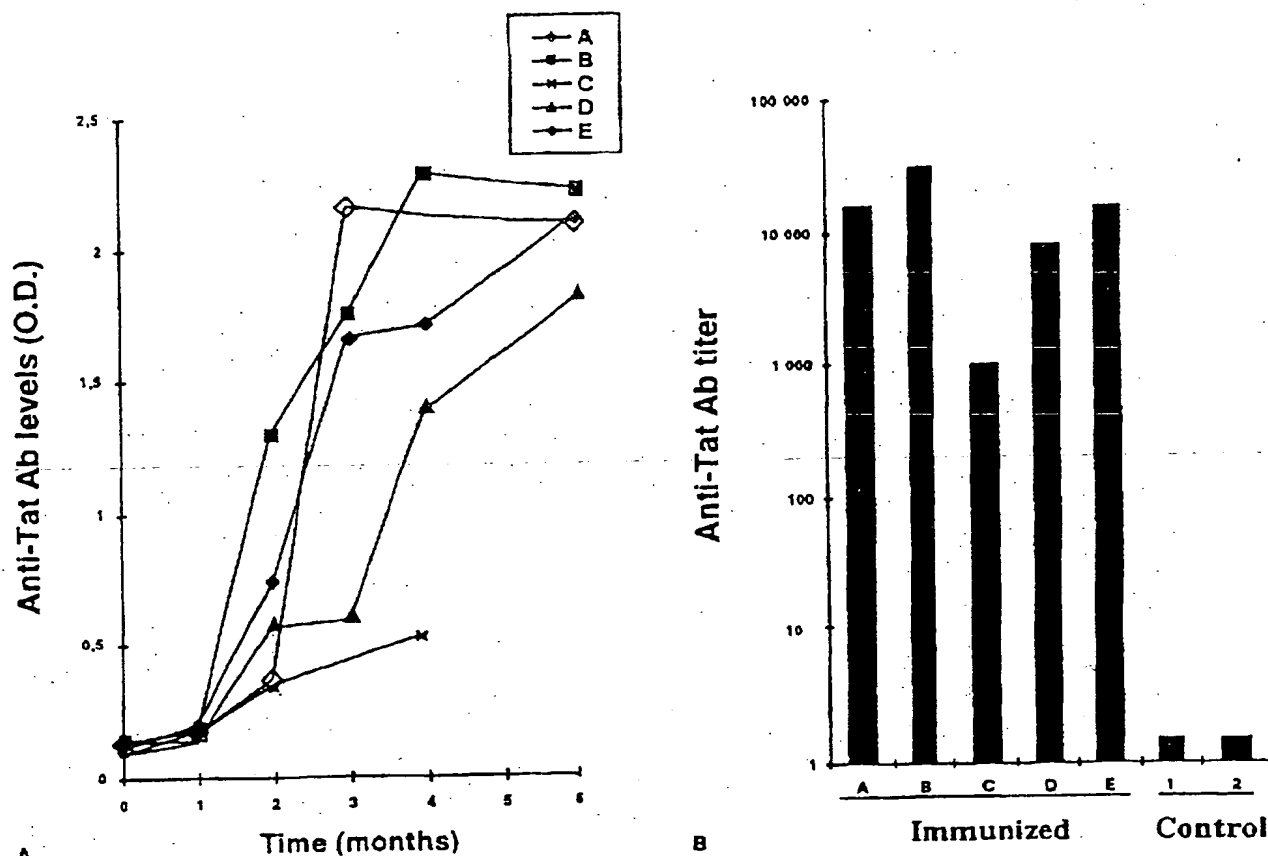 A
B
C
D
E
Anti-Tat Ab levels (O.D.)
2,5
2
1,3
1
0,5
0
0 1 2 3 4 5 6
Time (months)
A
Anti-Tat Ab titer
100 000
10 000
1 000
100
10
1
A B C D E 1 2
Immunized Control
B